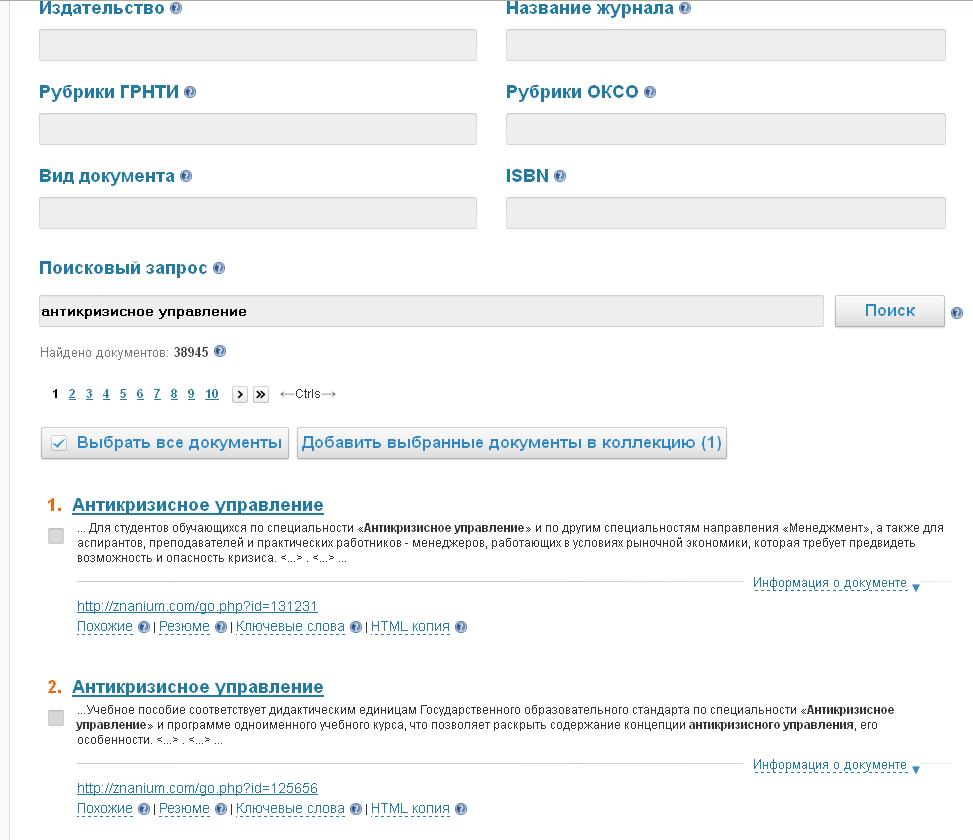 Издательство Название журнала
Рубрики ГРНТИ Рубрики ОКСО
Вид документа ISBN
Поисковый запрос
антикризисное управление Поиск
Найдено документов: 38945
1 2 3 4 5 6 7 8 9 10 > » ←Ctrls→
Выбрать все документы Добавить выбранные документы в коллекцию (1)
1. Антикризисное управление
... Для студентов обучающихся по специальности «Антикризисное управление» и по другим специальностям направления «Менеджмент», а также для
аспирантов, преподавателей и практических работников - менеджеров, работающих в условиях рыночной экономики, которая требует предвидеть
возможность и опасность кризиса. <...> . <...> ...
Информация о документе
http://znanium.com/go.php?id=131231
Похожие | Резюме | Ключевые слова | HTML копия
2. Антикризисное управление
...Учебное пособие соответствует дидактическим единицам Государственного образовательного стандарта по специальности «Антикризисное
управление» и программе одноименного учебного курса, что позволяет раскрыть содержание концепции антикризисного управления, его
особенности. <...> . <...> ...
Информация о документе
http://znanium.com/go.php?id=125656
Похожие | Резюме | Ключевые слова | HTML копия